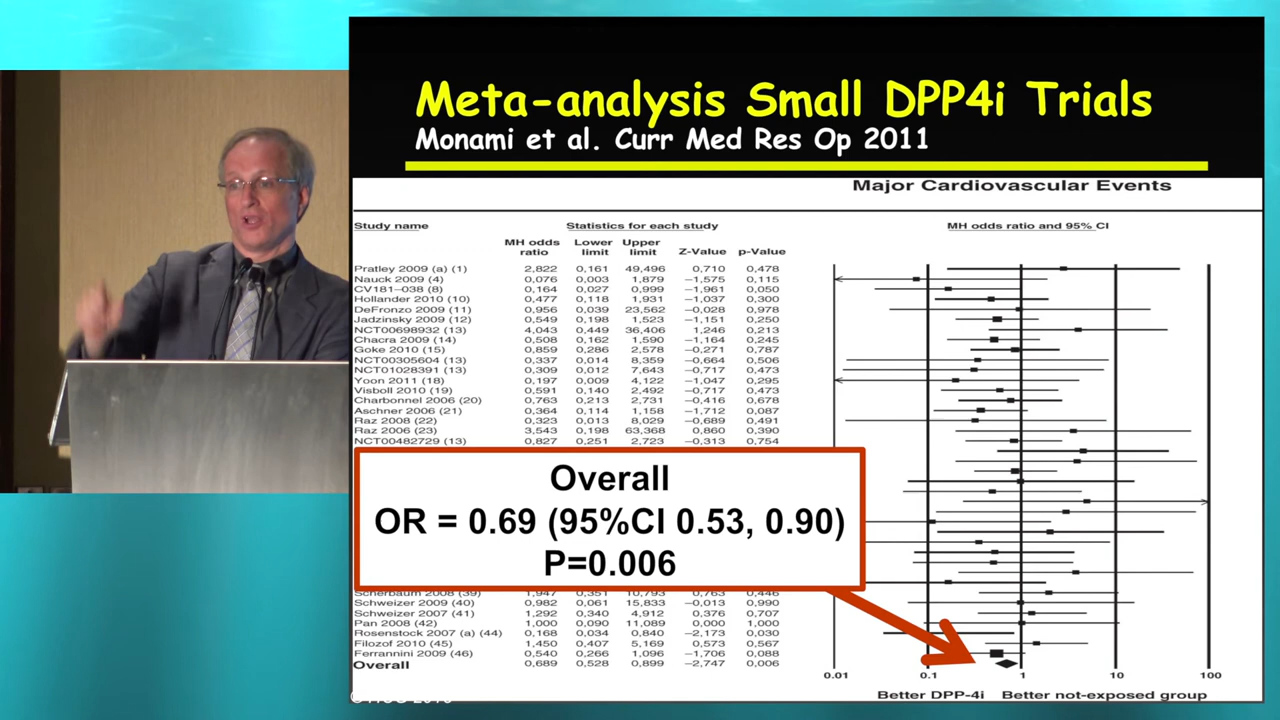 Meta-analysis Small DPP4i Trials
Monami et al. Curr Med Res Op 2011
Major Cardiovascular Events
Study name Statistics for each study MH odds ratio and 95% CI
MH odds ratio Lower limit Upper limit Z-Value p-Value
Pratley 2009 (a) (1) 2,822 0,161 49,496 0,710 0,478
Nauck 2009 (4) 0,076 0,003 1,879 −1,575 0,115
CV181−038 (8) 0,164 0,027 0,999 −1,961 0,050
Hollander 2010 (10) 0,477 0,118 1,931 −1,037 0,300
DeFronzo 2009 (11) 0,956 0,039 23,562 −0,028 0,978
Jadzinsky 2009 (12) 0,549 0,198 1,523 −1,151 0,250
NCT00698932 (13) 4,043 0,449 36,406 1,246 0,213
Chacra 2009 (14) 0,508 0,162 1,590 −1,164 0,245
Goke 2010 (15) 0,859 0,286 2,578 −0,271 0,787
NCT00305604 (13) 0,337 0,014 8,359 −0,664 0,506
NCT01028391 (13) 0,309 0,012 7,643 −0,717 0,473
Yoon 2011 (18) 0,197 0,009 4,122 −1,047 0,295
Visboll 2010 (19) 0,591 0,140 2,492 −0,717 0,473
Charbonnel 2006 (20) 0,763 0,213 2,731 −0,416 0,678
Aschner 2006 (21) 0,364 0,114 1,158 −1,712 0,087
Raz 2008 (22) 0,323 0,013 8,029 −0,689 0,491
Raz 2006 (23) 3,543 0,198 63,368 0,860 0,390
NCT00482729 (13) 0,827 0,251 2,723 −0,313 0,754
Overall
OR = 0.69 (95%CI 0.53, 0.90)
P=0.006
Scherbaum 2008 (39) 1,947 0,351 10,793 0,763 0,446
Schweizer 2009 (40) 0,982 0,061 15,833 −0,013 0,990
Schweizer 2007 (41) 1,292 0,340 4,912 0,376 0,707
Pan 2008 (42) 1,000 0,090 11,089 0,000 1,000
Rosenstock 2007 (a) (44) 0,168 0,034 0,840 −2,173 0,030
Filozof 2010 (45) 1,450 0,407 5,169 0,573 0,567
Ferrannini 2009 (46) 0,540 0,266 1,096 −1,706 0,088
Overall 0,689 0,528 0,899 −2,747 0,006
0.01 0.1 1 10 100
Better DPP-4i Better not-exposed group